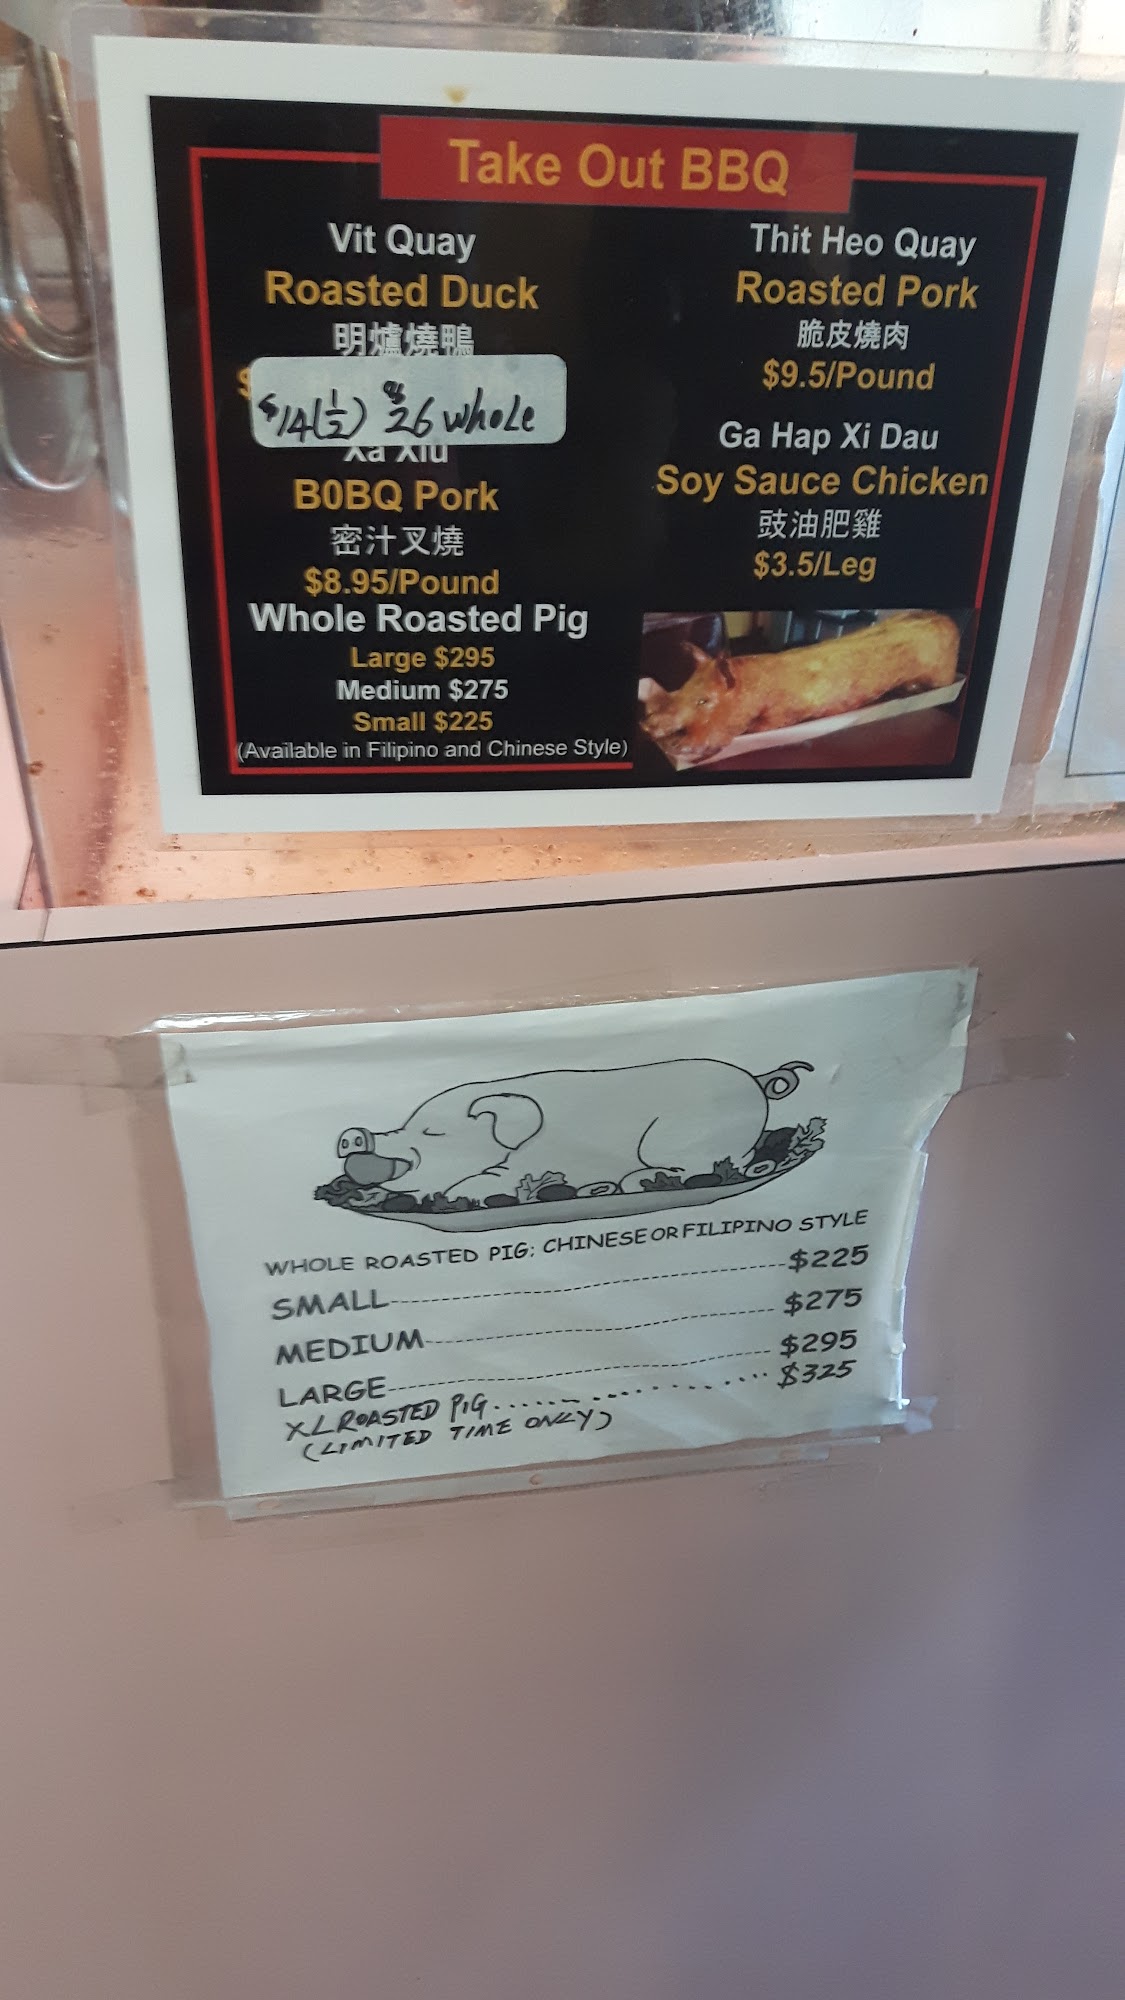 Take Out BBQ
Vit Quay
Roasted Duck
明爐燒鴨
$14(½) $26 whole
Xa Xiu
B0BQ Pork
密汁叉燒
$8.95/Pound
Whole Roasted Pig
Large $295
Medium $275
Small $225
(Available in Filipino and Chinese Style)
Thit Heo Quay
Roasted Pork
脆皮燒肉
$9.5/Pound
Ga Hap Xi Dau
Soy Sauce Chicken
豉油肥雞
$3.5/Leg
WHOLE ROASTED PIG: CHINESE OR FILIPINO STYLE
SMALL $225
MEDIUM $275
LARGE $295
XL ROASTED PIG $325
(LIMITED TIME ONLY)